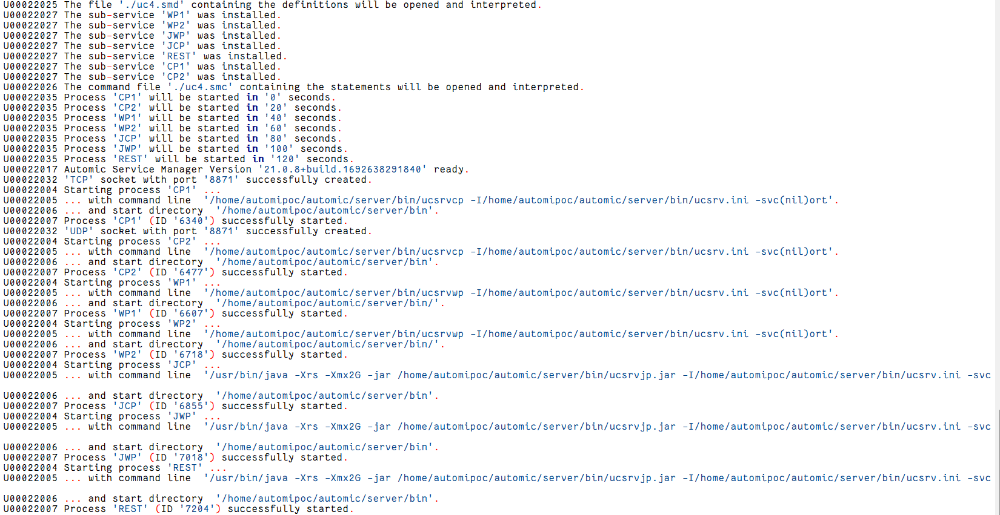 U00022025 The file './uc4.smd' containing the definitions will be opened and interpreted.
U00022027 The sub-service 'WP1' was installed.
U00022027 The sub-service 'WP2' was installed.
U00022027 The sub-service 'JWP' was installed.
U00022027 The sub-service 'JCP' was installed.
U00022027 The sub-service 'REST' was installed.
U00022027 The sub-service 'CP1' was installed.
U00022027 The sub-service 'CP2' was installed.
U00022026 The command file './uc4.smc' containing the statements will be opened and interpreted.
U00022035 Process 'CP1' will be started in '0' seconds.
U00022035 Process 'CP2' will be started in '20' seconds.
U00022035 Process 'WP1' will be started in '40' seconds.
U00022035 Process 'WP2' will be started in '60' seconds.
U00022035 Process 'JCP' will be started in '80' seconds.
U00022035 Process 'JWP' will be started in '100' seconds.
U00022035 Process 'REST' will be started in '120' seconds.
U00022017 Automic Service Manager Version '21.0.8+build.1692638291840' ready.
U00022032 'TCP' socket with port '8871' successfully created.
U00022004 Starting process 'CP1' ...
U00022005 ... with command line  '/home/automipoc/automic/server/bin/ucsrvcp -I/home/automipoc/automic/server/bin/ucsrv.ini -svc(nil)ort'.
U00022006 ... and start directory  '/home/automipoc/automic/server/bin'.
U00022007 Process 'CP1' (ID '6340') successfully started.
U00022032 'UDP' socket with port '8871' successfully created.
U00022004 Starting process 'CP2' ...
U00022005 ... with command line  '/home/automipoc/automic/server/bin/ucsrvcp -I/home/automipoc/automic/server/bin/ucsrv.ini -svc(nil)ort'.
U00022006 ... and start directory  '/home/automipoc/automic/server/bin'.
U00022007 Process 'CP2' (ID '6477') successfully started.
U00022004 Starting process 'WP1' ...
U00022005 ... with command line  '/home/automipoc/automic/server/bin/ucsrvwp -I/home/automipoc/automic/server/bin/ucsrv.ini -svc(nil)ort'.
U00022006 ... and start directory  '/home/automipoc/automic/server/bin/'.
U00022007 Process 'WP1' (ID '6607') successfully started.
U00022004 Starting process 'WP2' ...
U00022005 ... with command line  '/home/automipoc/automic/server/bin/ucsrvwp -I/home/automipoc/automic/server/bin/ucsrv.ini -svc(nil)ort'.
U00022006 ... and start directory  '/home/automipoc/automic/server/bin/'.
U00022007 Process 'WP2' (ID '6718') successfully started.
U00022004 Starting process 'JCP' ...
U00022005 ... with command line  '/usr/bin/java -Xrs -Xmx2G -jar /home/automipoc/automic/server/bin/ucsrvjp.jar -I/home/automipoc/automic/server/bin/ucsrv.ini -svc
U00022006 ... and start directory  '/home/automipoc/automic/server/bin'.
U00022007 Process 'JCP' (ID '6855') successfully started.
U00022004 Starting process 'JWP' ...
U00022005 ... with command line  '/usr/bin/java -Xrs -Xmx2G -jar /home/automipoc/automic/server/bin/ucsrvjp.jar -I/home/automipoc/automic/server/bin/ucsrv.ini -svc
U00022006 ... and start directory  '/home/automipoc/automic/server/bin'.
U00022007 Process 'JWP' (ID '7018') successfully started.
U00022004 Starting process 'REST' ...
U00022005 ... with command line  '/usr/bin/java -Xrs -Xmx2G -jar /home/automipoc/automic/server/bin/ucsrvjp.jar -I/home/automipoc/automic/server/bin/ucsrv.ini -svc
U00022006 ... and start directory  '/home/automipoc/automic/server/bin'.
U00022007 Process 'REST' (ID '7204') successfully started.